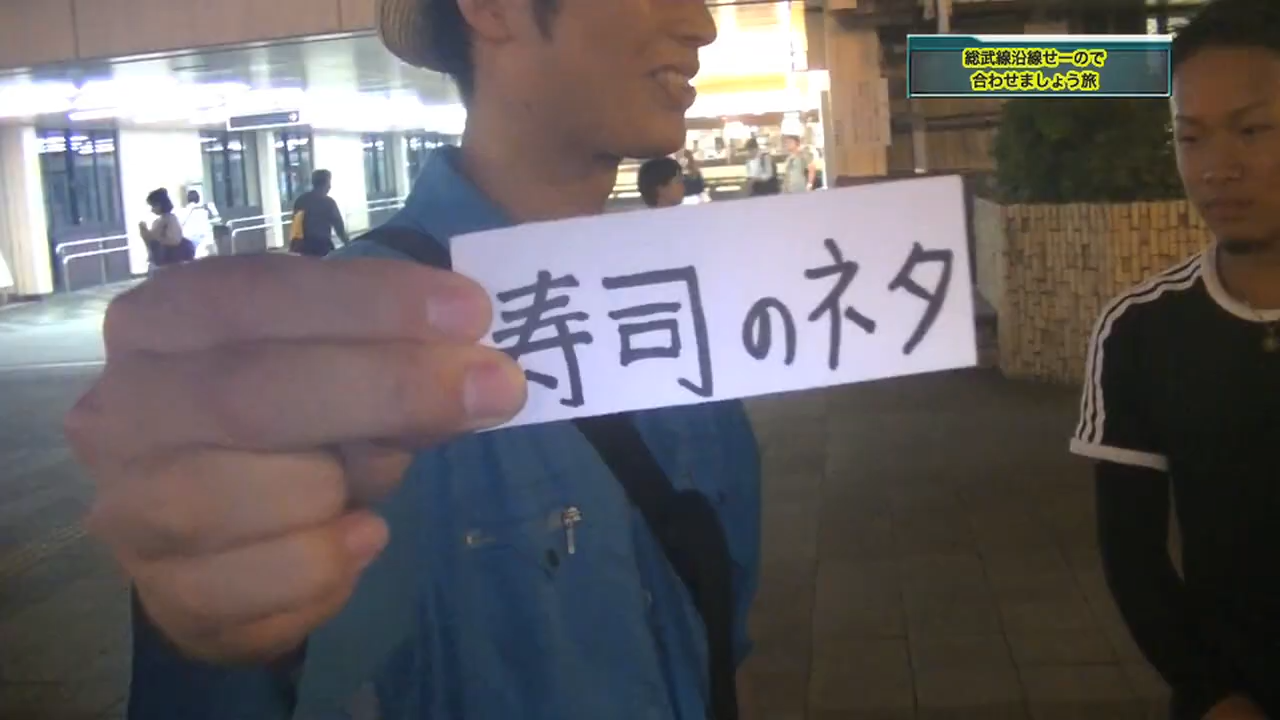 総武線沿線せーので
合わせましょう旅
寿司のネタ